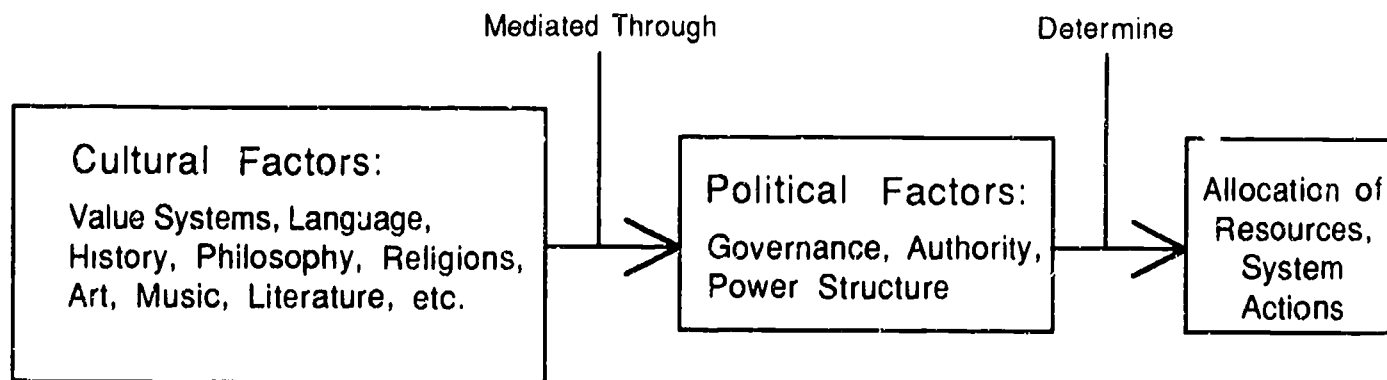 Mediated Through
Determine
Cultural Factors:
Value Systems, Language,
History, Philosophy, Religions,
Art, Music, Literature, etc.
Political Factors:
Governance, Authority,
Power Structure
Allocation of
Resources,
System
Actions